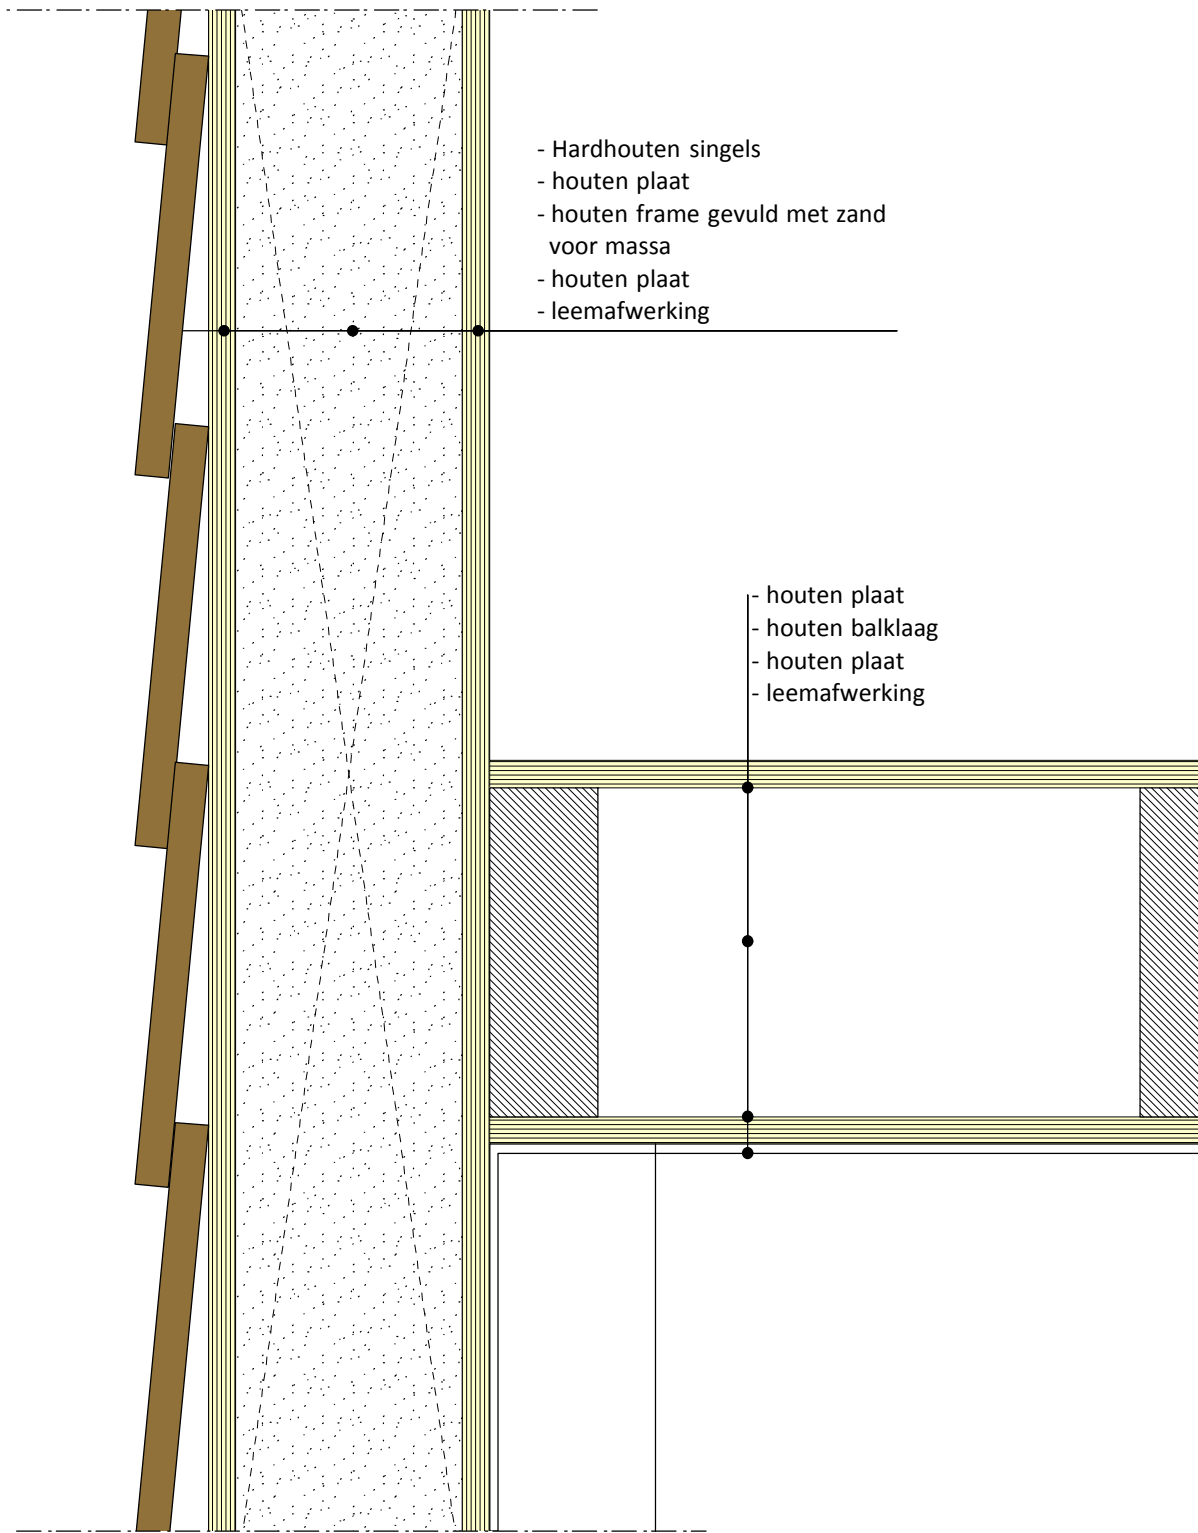 - Hardhouten singels
- houten plaat
- houten frame gevuld met zand
voor massa
- houten plaat
- leemafwerking
- houten plaat
- houten balklaag
- houten plaat
- leemafwerking